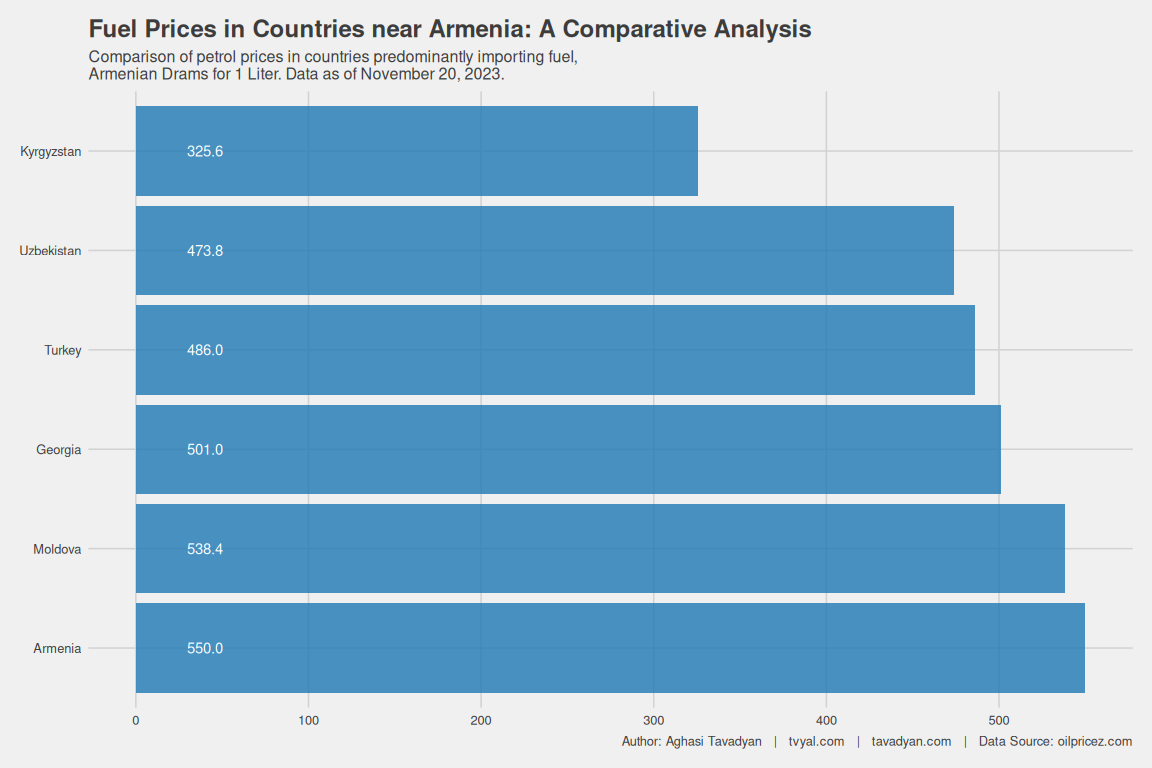 Fuel Prices in Countries near Armenia: A Comparative Analysis
Comparison of petrol prices in countries predominantly importing fuel,
Armenian Drams for 1 Liter. Data as of November 20, 2023.
Kyrgyzstan 325.6
Uzbekistan 473.8
Turkey 486.0
Georgia 501.0
Moldova 538.4
Armenia 550.0
0 100 200 300 400 500
Author: Aghasi Tavadyan | tvyal.com | tavadyan.com | Data Source: oilpricez.com